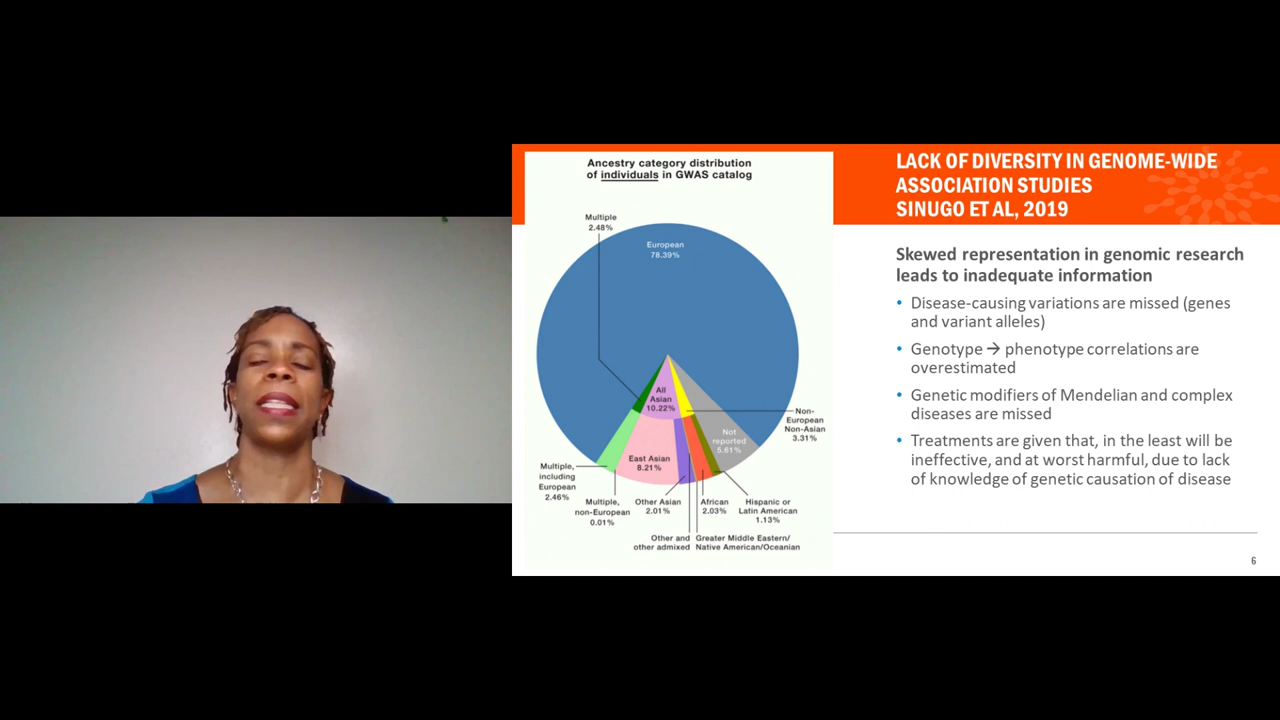 Ancestry category distribution
of individuals in GWAS catalog
Multiple
2.48%
European
78.39%
All
Asian
10.22%
Non-
European
Non-Asian
3.31%
Not
reported
5.61%
East Asian
8.21%
Multiple,
including
European
2.46%
Multiple,
non-European
0.01%
Other Asian
2.01%
African
2.03%
Hispanic or
Latin American
1.13%
Other and
other admixed
Greater Middle Eastern/
Native American/Oceanian
LACK OF DIVERSITY IN GENOME-WIDE
ASSOCIATION STUDIES
SINUGO ET AL, 2019
Skewed representation in genomic research
leads to inadequate information
• Disease-causing variations are missed (genes
and variant alleles)
• Genotype → phenotype correlations are
overestimated
• Genetic modifiers of Mendelian and complex
diseases are missed
• Treatments are given that, in the least will be
ineffective, and at worst harmful, due to lack
of knowledge of genetic causation of disease
6